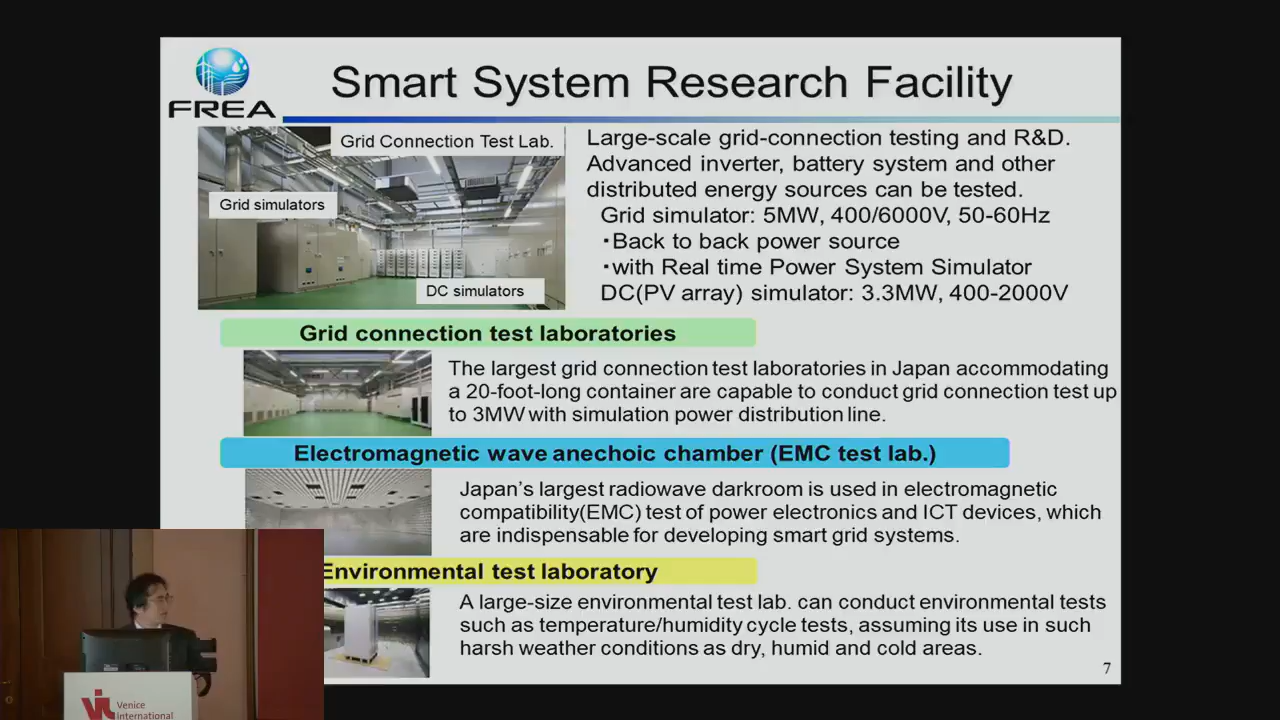 FREA
Smart System Research Facility
Grid Connection Test Lab.
Grid simulators
DC simulators
Large-scale grid-connection testing and R&D.
Advanced inverter, battery system and other
distributed energy sources can be tested.
Grid simulator: 5MW, 400/6000V, 50-60Hz
・Back to back power source
・with Real time Power System Simulator
DC(PV array) simulator: 3.3MW, 400-2000V
Grid connection test laboratories
The largest grid connection test laboratories in Japan accommodating
a 20-foot-long container are capable to conduct grid connection test up
to 3MW with simulation power distribution line.
Electromagnetic wave anechoic chamber (EMC test lab.)
Japan's largest radiowave darkroom is used in electromagnetic
compatibility(EMC) test of power electronics and ICT devices, which
are indispensable for developing smart grid systems.
Environmental test laboratory
A large-size environmental test lab. can conduct environmental tests
such as temperature/humidity cycle tests, assuming its use in such
harsh weather conditions as dry, humid and cold areas.
7
Venice
International